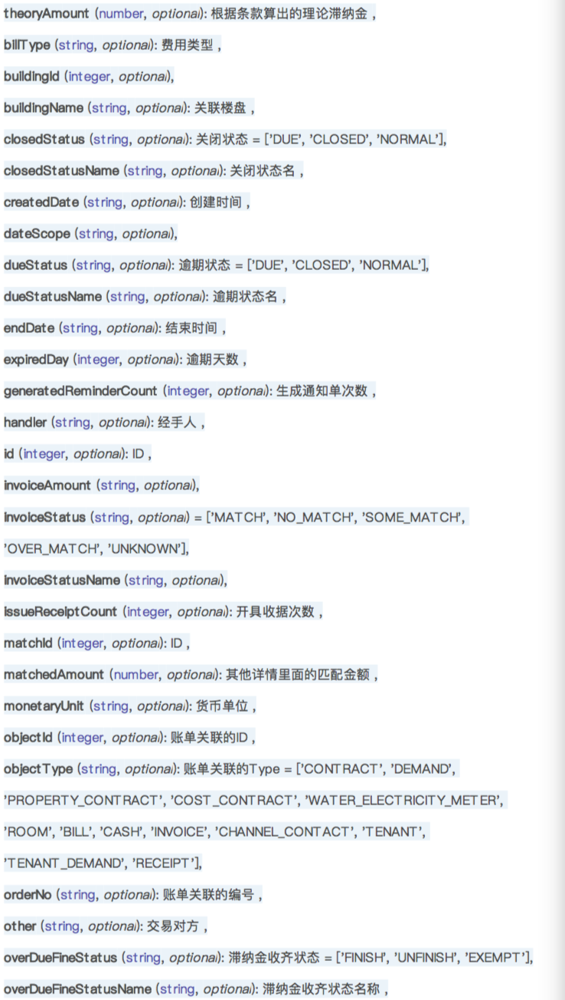 theoryAmount (number, optional): 根据条款算出的理论滞纳金 ,
billType (string, optional): 费用类型 ,
buildingId (integer, optional),
buildingName (string, optional): 关联楼盘 ,
closedStatus (string, optional): 关闭状态 = ['DUE', 'CLOSED', 'NORMAL'],
closedStatusName (string, optional): 关闭状态名 ,
createdDate (string, optional): 创建时间 ,
dateScope (string, optional),
dueStatus (string, optional): 逾期状态 = ['DUE', 'CLOSED', 'NORMAL'],
dueStatusName (string, optional): 逾期状态名 ,
endDate (string, optional): 结束时间 ,
expiredDay (integer, optional): 逾期天数 ,
generatedReminderCount (integer, optional): 生成通知单次数 ,
handler (string, optional): 经手人 ,
id (integer, optional): ID ,
invoiceAmount (string, optional),
invoiceStatus (string, optional) = ['MATCH', 'NO_MATCH', 'SOME_MATCH',
'OVER_MATCH', 'UNKNOWN'],
invoiceStatusName (string, optional),
issueReceiptCount (integer, optional): 开具收据次数 ,
matchId (integer, optional): ID ,
matchedAmount (number, optional): 其他详情里面的匹配金额 ,
monetaryUnit (string, optional): 货币单位 ,
objectId (integer, optional): 账单关联的ID ,
objectType (string, optional): 账单关联的Type = ['CONTRACT', 'DEMAND',
'PROPERTY_CONTRACT', 'COST_CONTRACT', 'WATER_ELECTRICITY_METER',
'ROOM', 'BILL', 'CASH', 'INVOICE', 'CHANNEL_CONTACT', 'TENANT',
'TENANT_DEMAND', 'RECEIPT'],
orderNo (string, optional): 账单关联的编号 ,
other (string, optional): 交易对方 ,
overDueFineStatus (string, optional): 滞纳金收齐状态 = ['FINISH', 'UNFINISH', 'EXEMPT'],
overDueFineStatusName (string, optional): 滞纳金收齐状态名称 ,